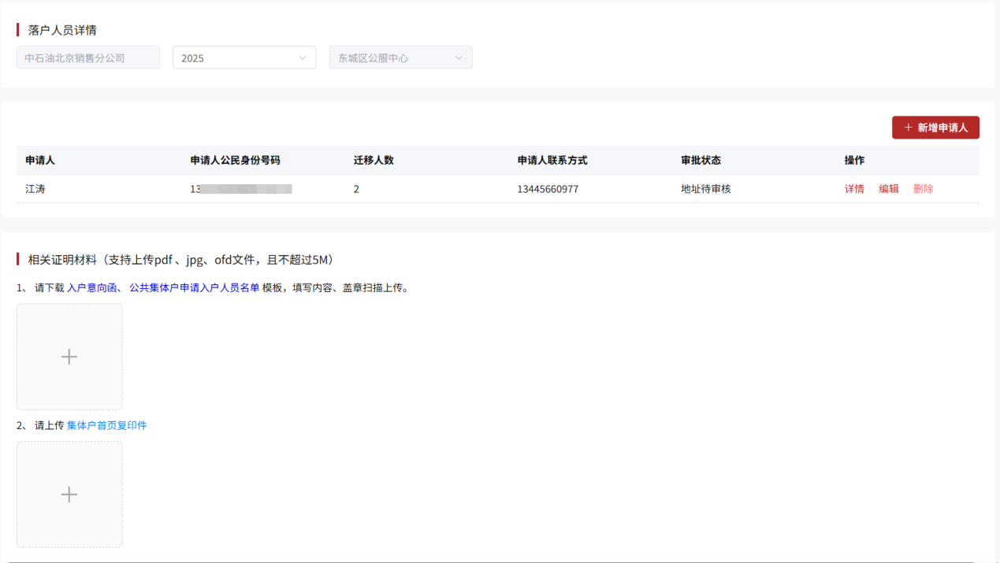 落户人员详情
中石油北京销售分公司 2025 东城区公服中心
+ 新增申请人
申请人 申请人公民身份号码 迁移人数 申请人联系方式 审批状态 操作
江涛 13 2 13445660977 地址待审核 详情 编辑 删除
相关证明材料（支持上传pdf 、jpg、ofd文件，且不超过5M）
1、 请下载 入户意向函、 公共集体户申请入户人员名单 模板，填写内容、盖章扫描上传。
2、 请上传 集体户首页复印件